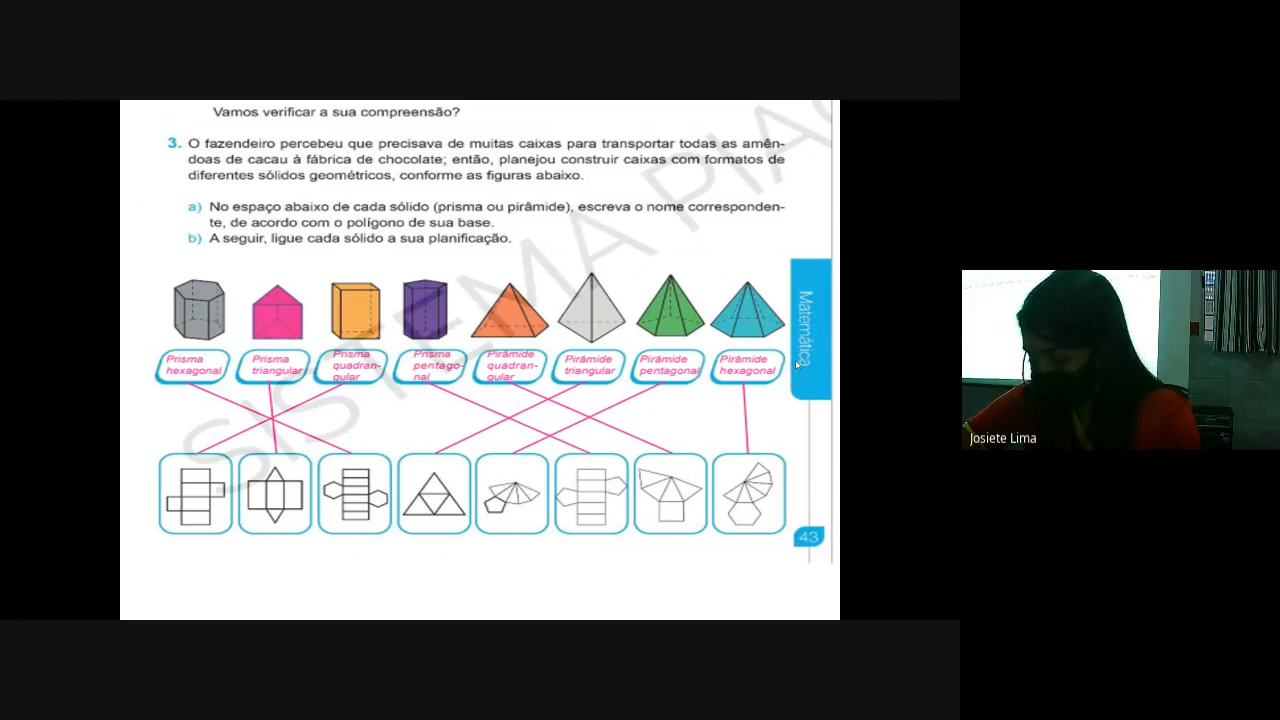 Vamos verificar a sua compreensão?
3. O fazendeiro percebeu que precisava de muitas caixas para transportar todas as amên-
doas de cacau à fábrica de chocolate; então, planejou construir caixas com formatos de
diferentes sólidos geométricos, conforme as figuras abaixo.
a) No espaço abaixo de cada sólido (prisma ou pirâmide), escreva o nome corresponden-
te, de acordo com o polígono de sua base.
b) A seguir, ligue cada sólido a sua planificação.
Prisma
hexagonal
Prisma
triangular
Prisma
quadran-
gular
Prisma
pentago-
nal
Pirâmide
quadran-
gular
Pirâmide
triangular
Pirâmide
pentagonal
Pirâmide
hexagonal
Matemática
43
SISTEMA PIA
Josiete Lima